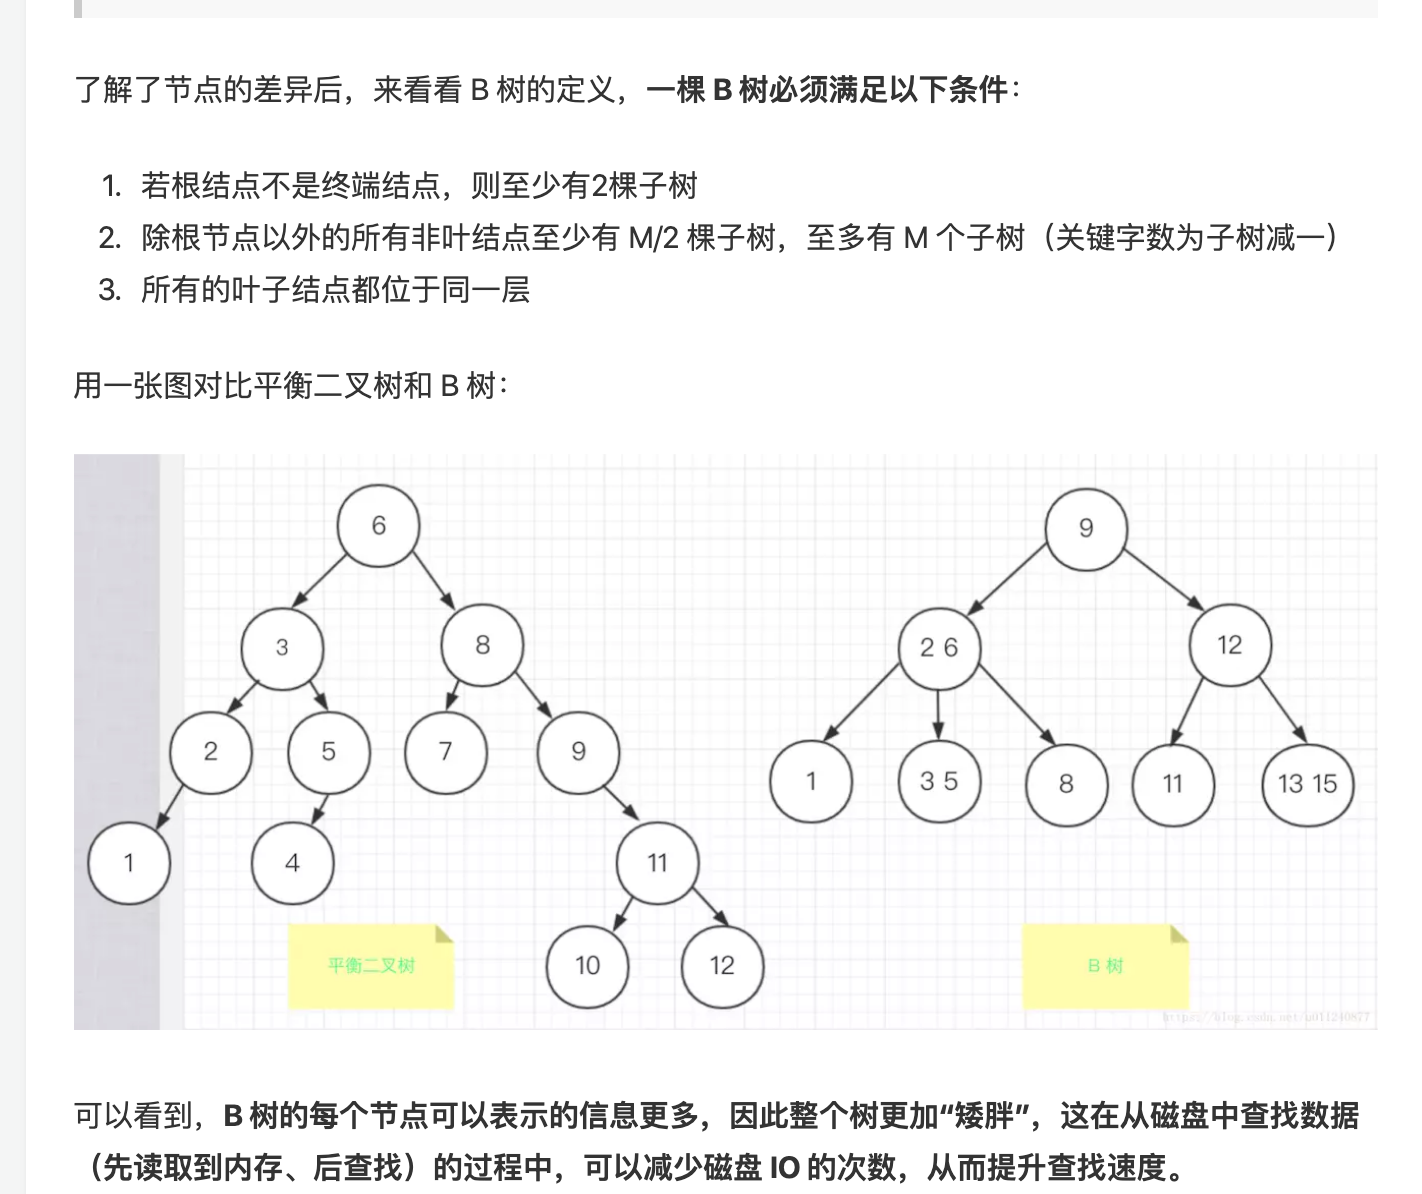 了解了节点的差异后，来看看 B 树的定义，一棵 B 树必须满足以下条件：
1. 若根结点不是终端结点，则至少有2棵子树
2. 除根节点以外的所有非叶结点至少有 M/2 棵子树，至多有 M 个子树（关键字数为子树减一）
3. 所有的叶子结点都位于同一层
用一张图对比平衡二叉树和 B 树：
6
3
8
2
5
7
9
1
4
11
10
12
平衡二叉树
9
2 6
12
1
3 5
8
11
13 15
B 树
https://blog.csdn.net/u011240877
可以看到，B 树的每个节点可以表示的信息更多，因此整个树更加“矮胖”，这在从磁盘中查找数据
（先读取到内存、后查找）的过程中，可以减少磁盘 IO 的次数，从而提升查找速度。